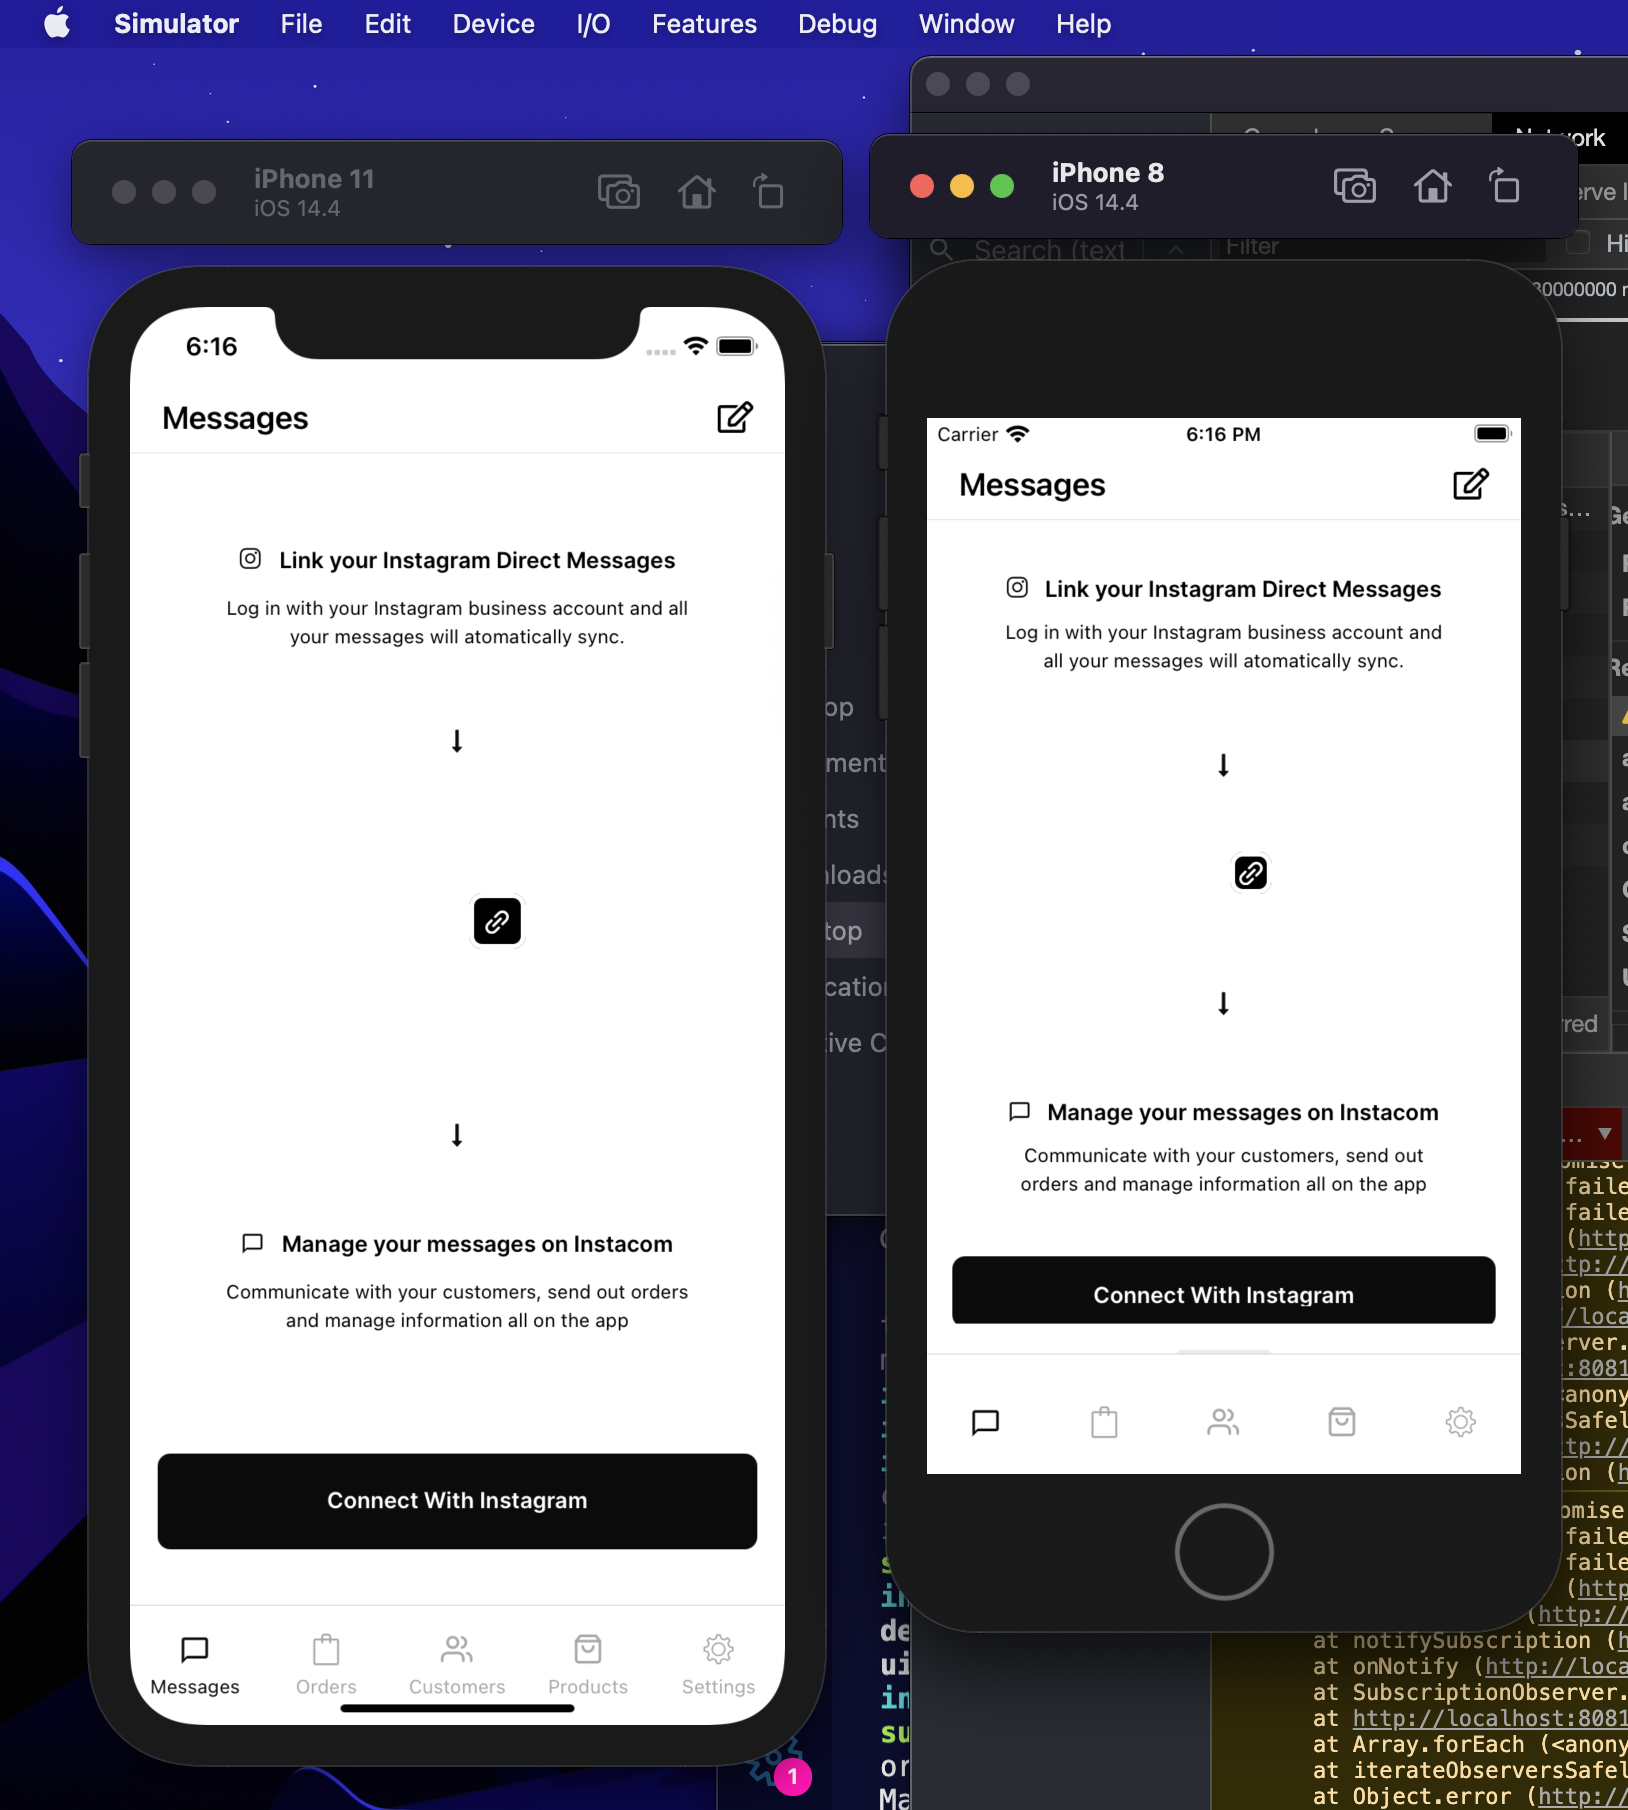 Simulator File Edit Device I/O Features Debug Window Help
iPhone 11
iOS 14.4
6:16
Messages
Link your Instagram Direct Messages
Log in with your Instagram business account and all
your messages will atomatically sync.
Manage your messages on Instacom
Communicate with your customers, send out orders
and manage information all on the app
Connect With Instagram
Messages Orders Customers Products Settings
1
iPhone 8
iOS 14.4
Search (text
Filter
Carrier 6:16 PM
Messages
Link your Instagram Direct Messages
Log in with your Instagram business account and
all your messages will atomatically sync.
Manage your messages on Instacom
Communicate with your customers, send out
orders and manage information all on the app
Connect With Instagram
at notifySubscription (
at onNotify (http://loca
at SubscriptionObserver.
at http://localhost:8081
at Array.forEach (<anony
at iterateObserversSafel
at Object.error (http://